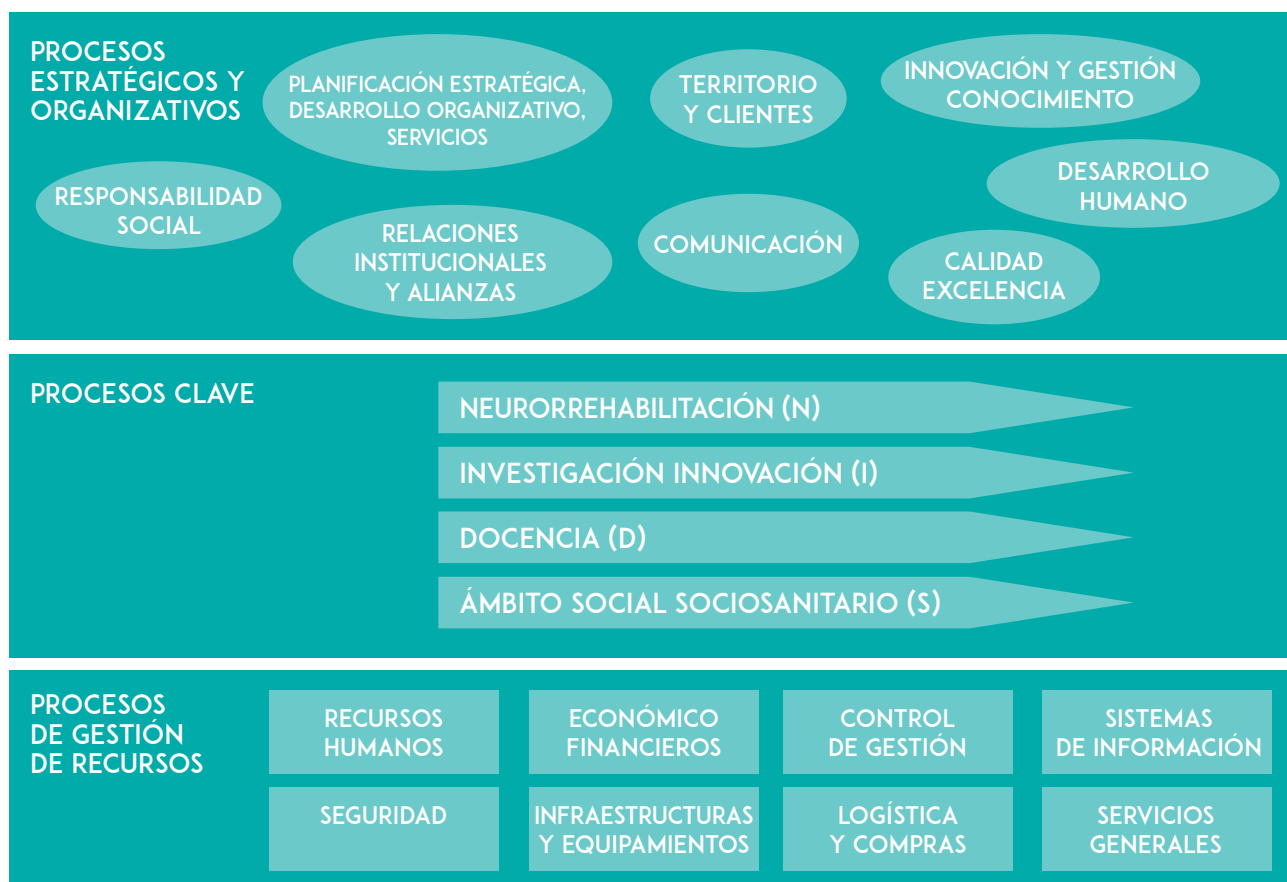 PROCESOS
ESTRATÉGICOS Y
ORGANIZATIVOS
PLANIFICACIÓN ESTRATÉGICA,
DESARROLLO ORGANIZATIVO,
SERVICIOS
TERRITORIO
Y CLIENTES
INNOVACIÓN Y GESTIÓN
CONOCIMIENTO
RESPONSABILIDAD
SOCIAL
RELACIONES
INSTITUCIONALES
Y ALIANZAS
COMUNICACIÓN
DESARROLLO
HUMANO
CALIDAD
EXCELENCIA
PROCESOS CLAVE
NEURORREHABILITACIÓN (N)
INVESTIGACIÓN INNOVACIÓN (I)
DOCENCIA (D)
ÁMBITO SOCIAL SOCIOSANITARIO (S)
PROCESOS
DE GESTIÓN
DE RECURSOS
RECURSOS
HUMANOS
ECONÓMICO
FINANCIEROS
CONTROL
DE GESTIÓN
SISTEMAS
DE INFORMACIÓN
SEGURIDAD
INFRAESTRUCTURAS
Y EQUIPAMIENTOS
LOGÍSTICA
Y COMPRAS
SERVICIOS
GENERALES